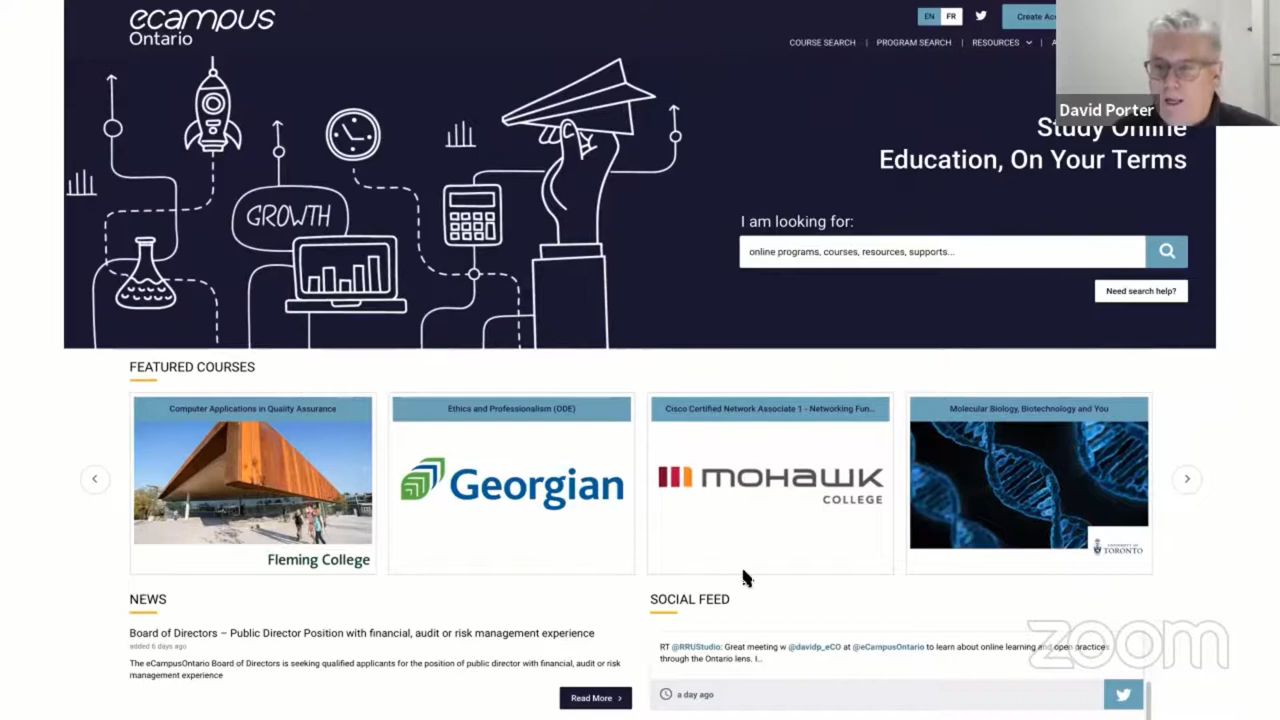 ecampus
Ontario
EN FR Create Acc
COURSE SEARCH | PROGRAM SEARCH | RESOURCES | A
David Porter
Study Online
Education, On Your Terms
GROWTH
I am looking for:
online programs, courses, resources, supports...
Need search help?
FEATURED COURSES
Computer Applications in Quality Assurance
Ethics and Professionalism (ODE)
Cisco Certified Network Associate 1 - Networking Fun...
Molecular Biology, Biotechnology and You
Fleming College
Georgian
mohawk
COLLEGE
UNIVERSITY OF
TORONTO
NEWS
Board of Directors – Public Director Position with financial, audit or risk management experience
added 6 days ago
The eCampusOntario Board of Directors is seeking qualified applicants for the position of public director with financial, audit or risk
management experience
Read More
SOCIAL FEED
RT @RRUStudio: Great meeting w @davidp_eCO at @eCampusOntario to learn about online learning and open practices
through the Ontario lens. I...
a day ago
zoom